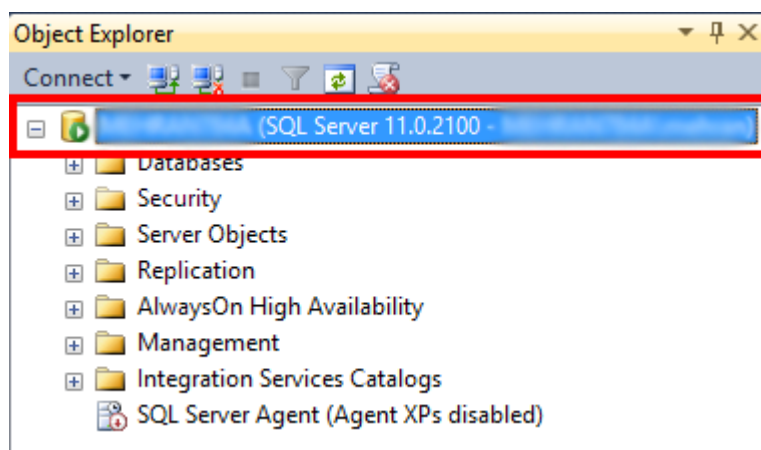 Object Explorer
Connect
(SQL Server 11.0.2100 -
Databases
Security
Server Objects
Replication
AlwaysOn High Availability
Management
Integration Services Catalogs
SQL Server Agent (Agent XPs disabled)